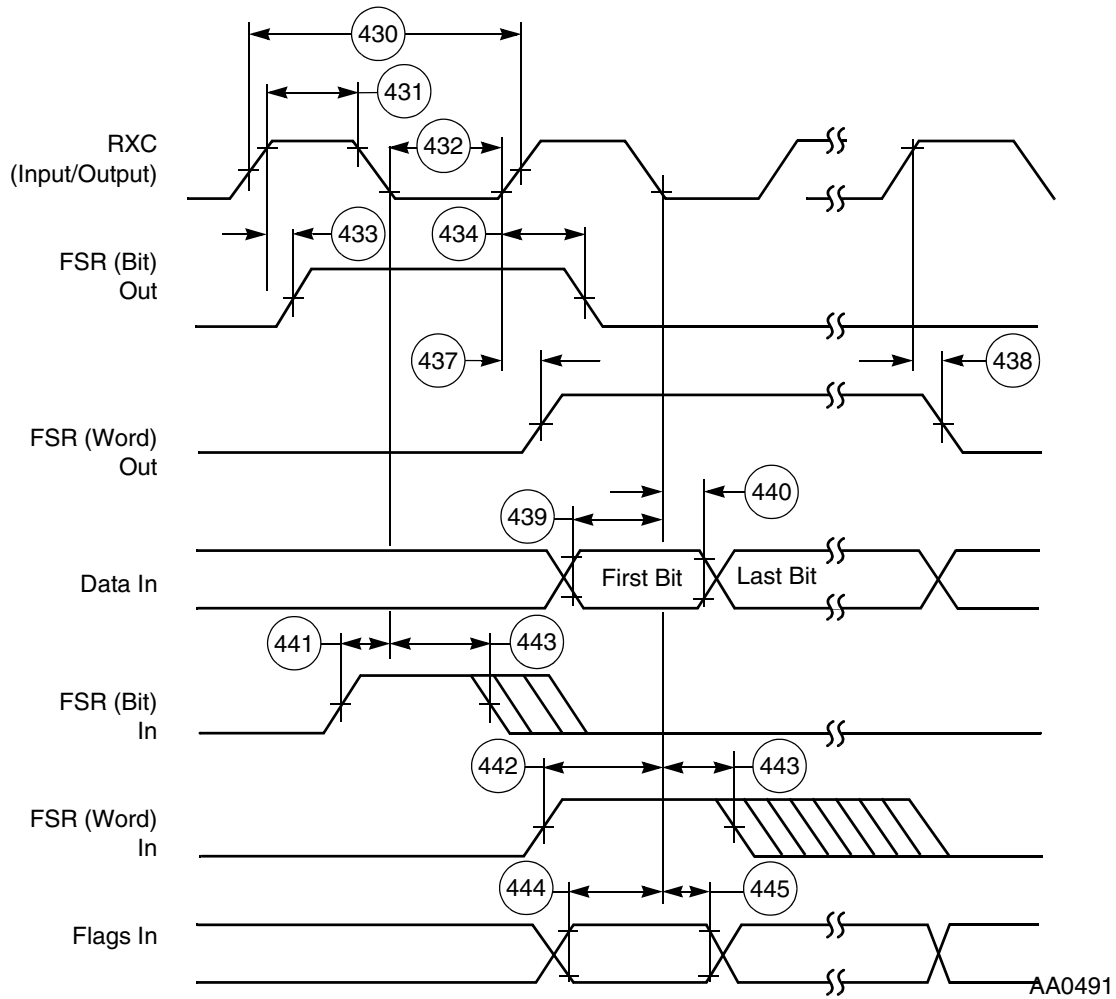 430
431
RXC
(Input/Output)
432
433
434
FSR (Bit)
Out
437
438
FSR (Word)
Out
440
439
Data In
First Bit
Last Bit
441
443
FSR (Bit)
In
442
443
FSR (Word)
In
444
445
Flags In
AA0491